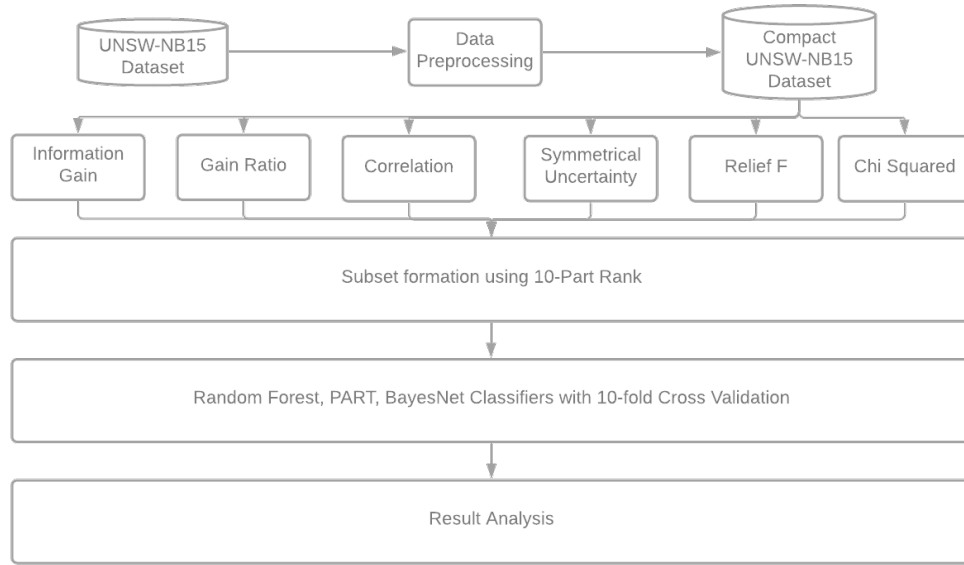 UNSW-NB15
Dataset
Data
Preprocessing
Compact
UNSW-NB15
Dataset
Information
Gain
Gain Ratio
Correlation
Symmetrical
Uncertainty
Relief F
Chi Squared
Subset formation using 10-Part Rank
Random Forest, PART, BayesNet Classifiers with 10-fold Cross Validation
Result Analysis